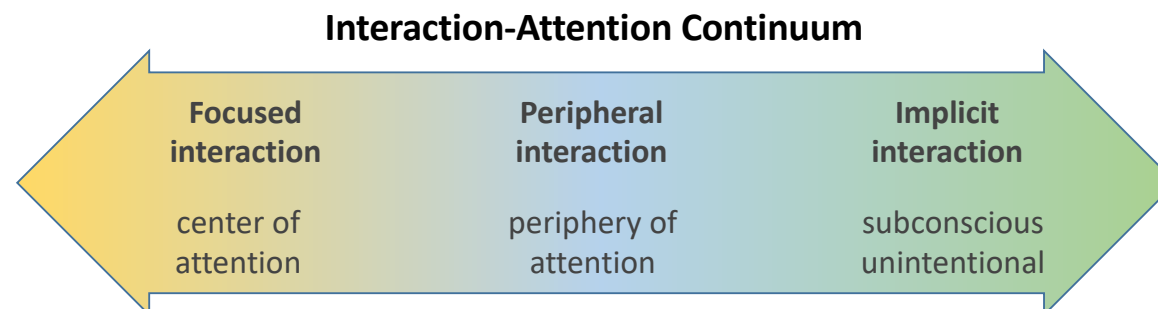 Interaction-Attention Continuum
Focused
interaction
center of
attention
Peripheral
interaction
periphery of
attention
Implicit
interaction
subconscious
unintentional